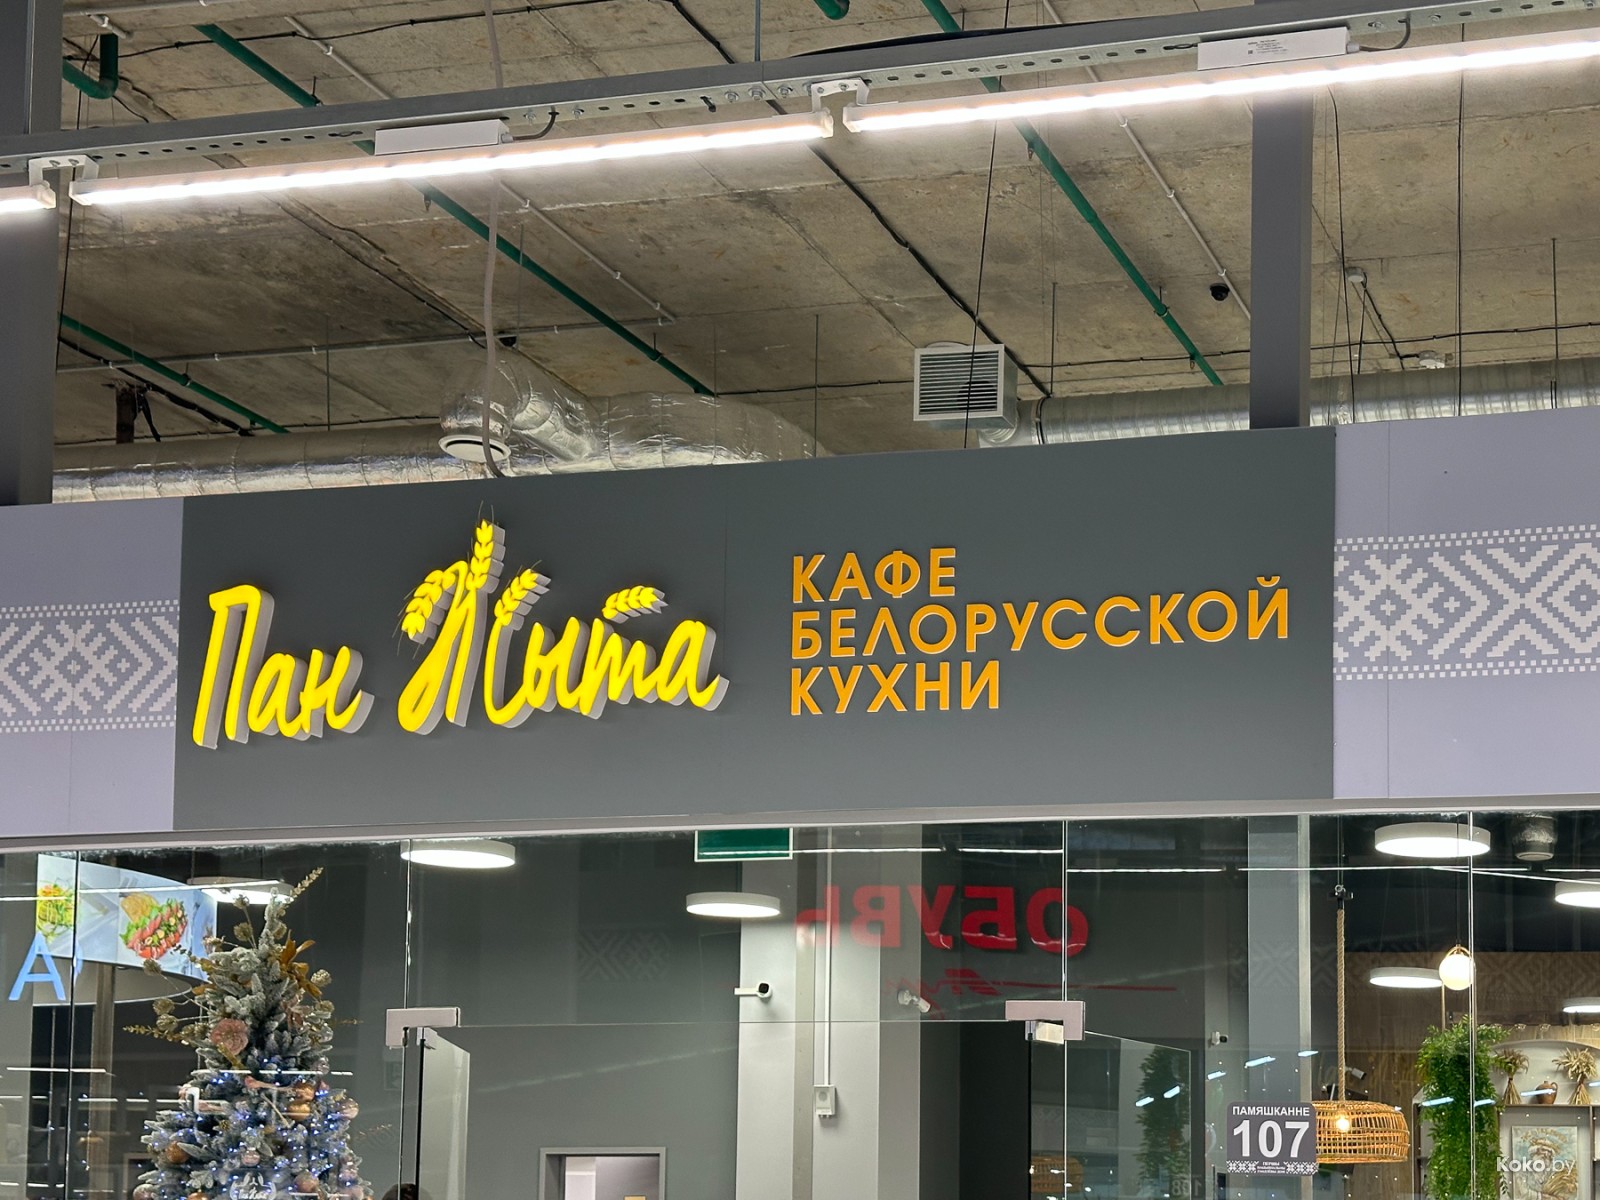 Пан Жыта
КАФЕ
БЕЛОРУССКОЙ
КУХНИ
ОБУВЬ
А
ПАМЯШКАННЕ
107
Koko.by